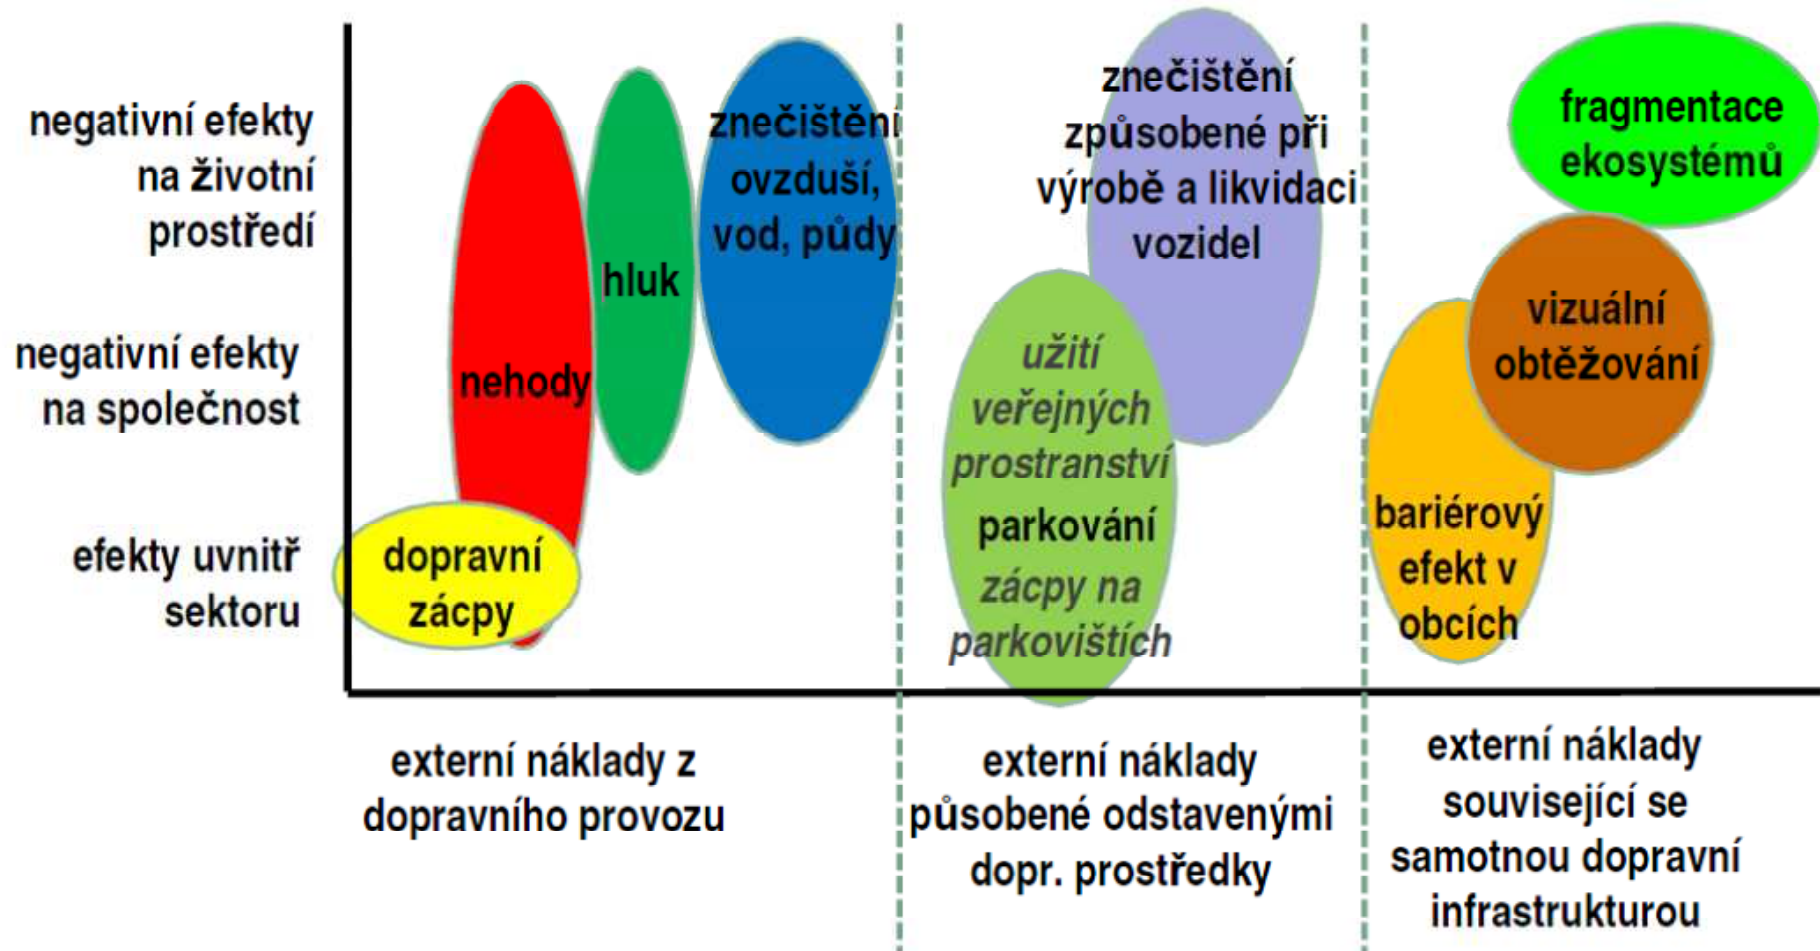 negativní efekty
na životní
prostředí
negativní efekty
na společnost
efekty uvnitř
sektoru
nehody
hluk
znečištění
ovzduší,
vod, půdy
dopravní
zácpy
znečištění
způsobené při
výrobě a likvidaci
vozidel
užití
veřejných
prostranství
parkování
zácpy na
parkovištích
fragmentace
ekosystémů
vizuální
obtěžování
bariérový
efekt v
obcích
externí náklady z
dopravního provozu
externí náklady
působené odstavenými
dopr. prostředky
externí náklady
související se
samotnou dopravní
infrastrukturou